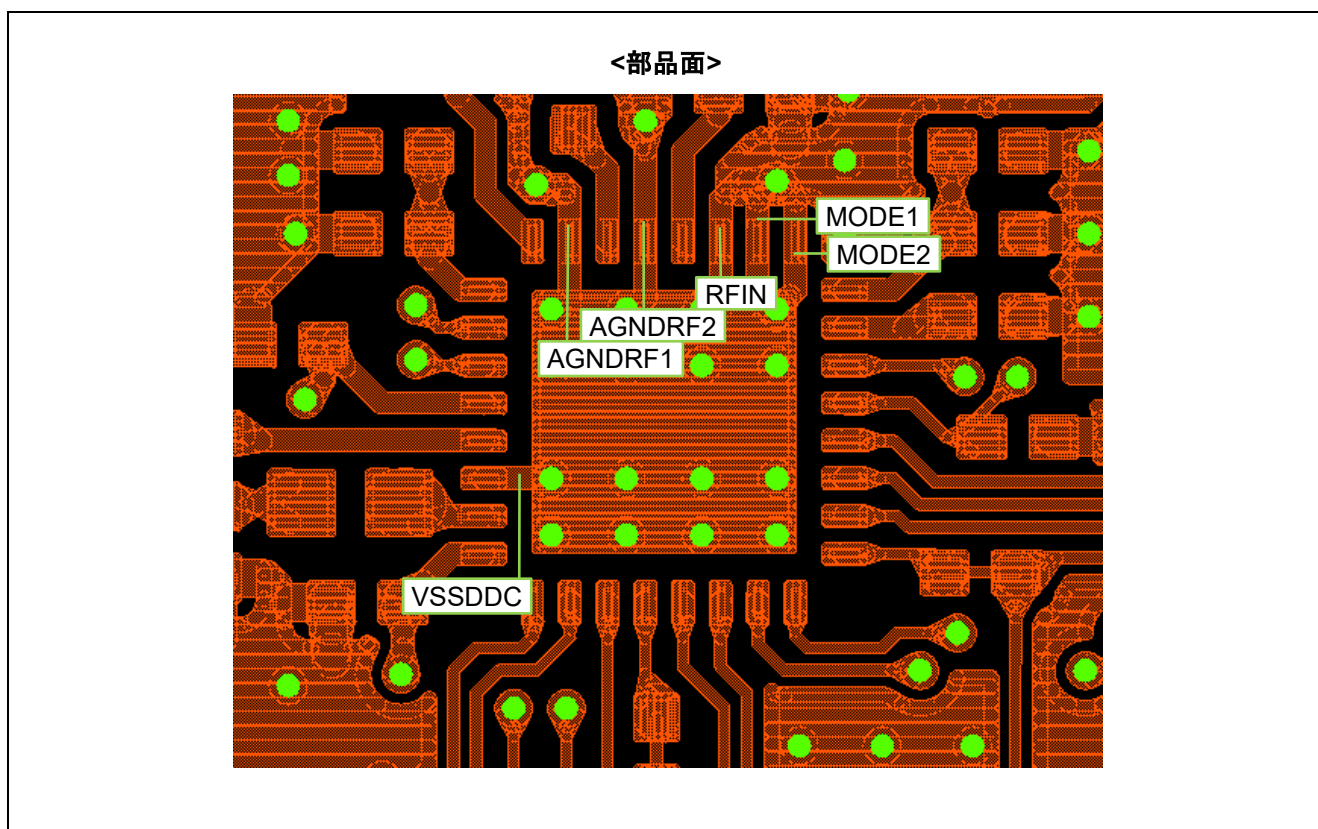 <部品面>
MODE1
MODE2
RFIN
AGNDRF2
AGNDRF1
VSSDDC